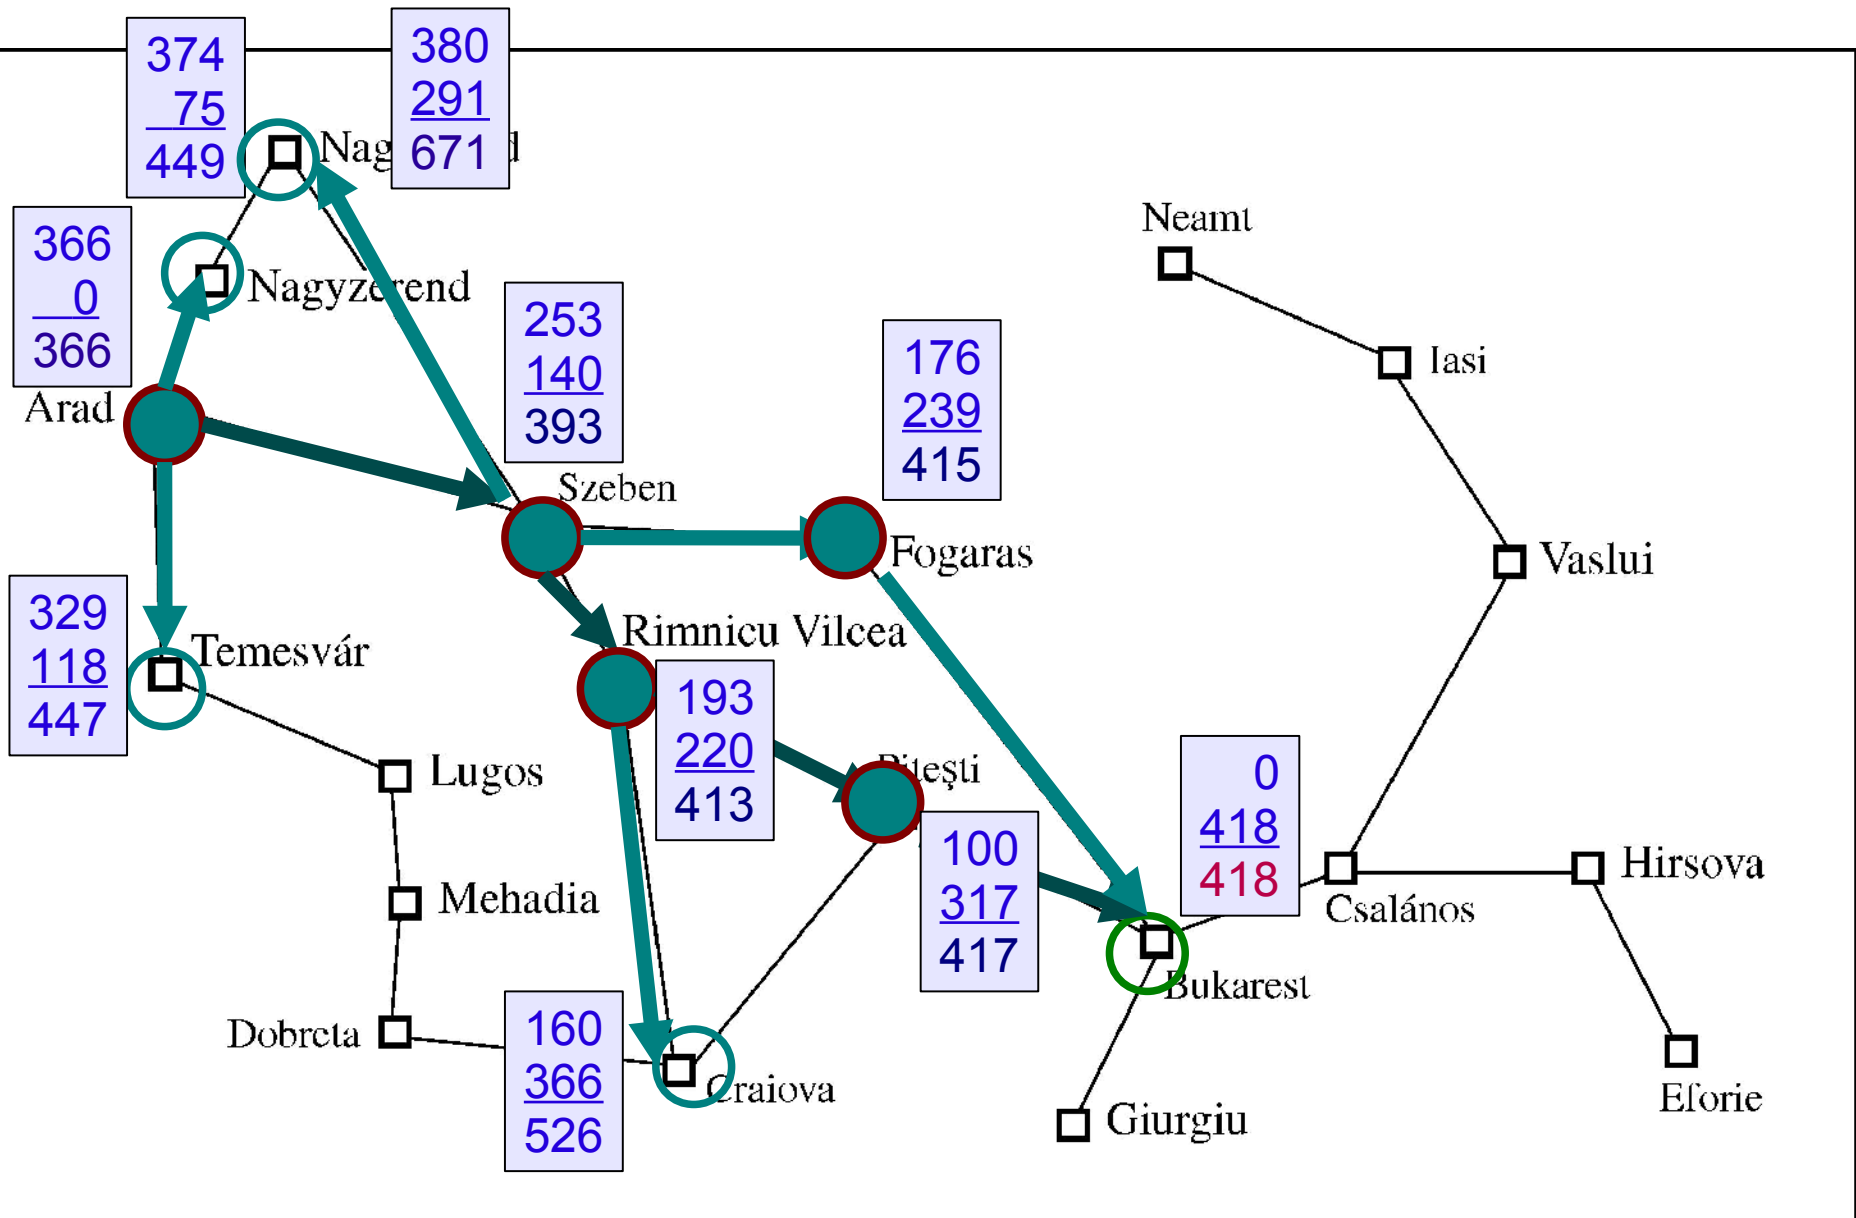 374
75
449
380
291
671
Nagyzerend
366
0
366
Arad
Neamt
Iasi
253
140
393
Szeben
176
239
415
Fogaras
Vaslui
329
118
447
Temesvár
Rimnicu Vilcea
193
220
413
Lugos
0
418
418
100
317
417
Hirsova
Mehadia
Csalános
Bukarest
Dobreta
160
366
526
Craiova
Giurgiu
Eforie